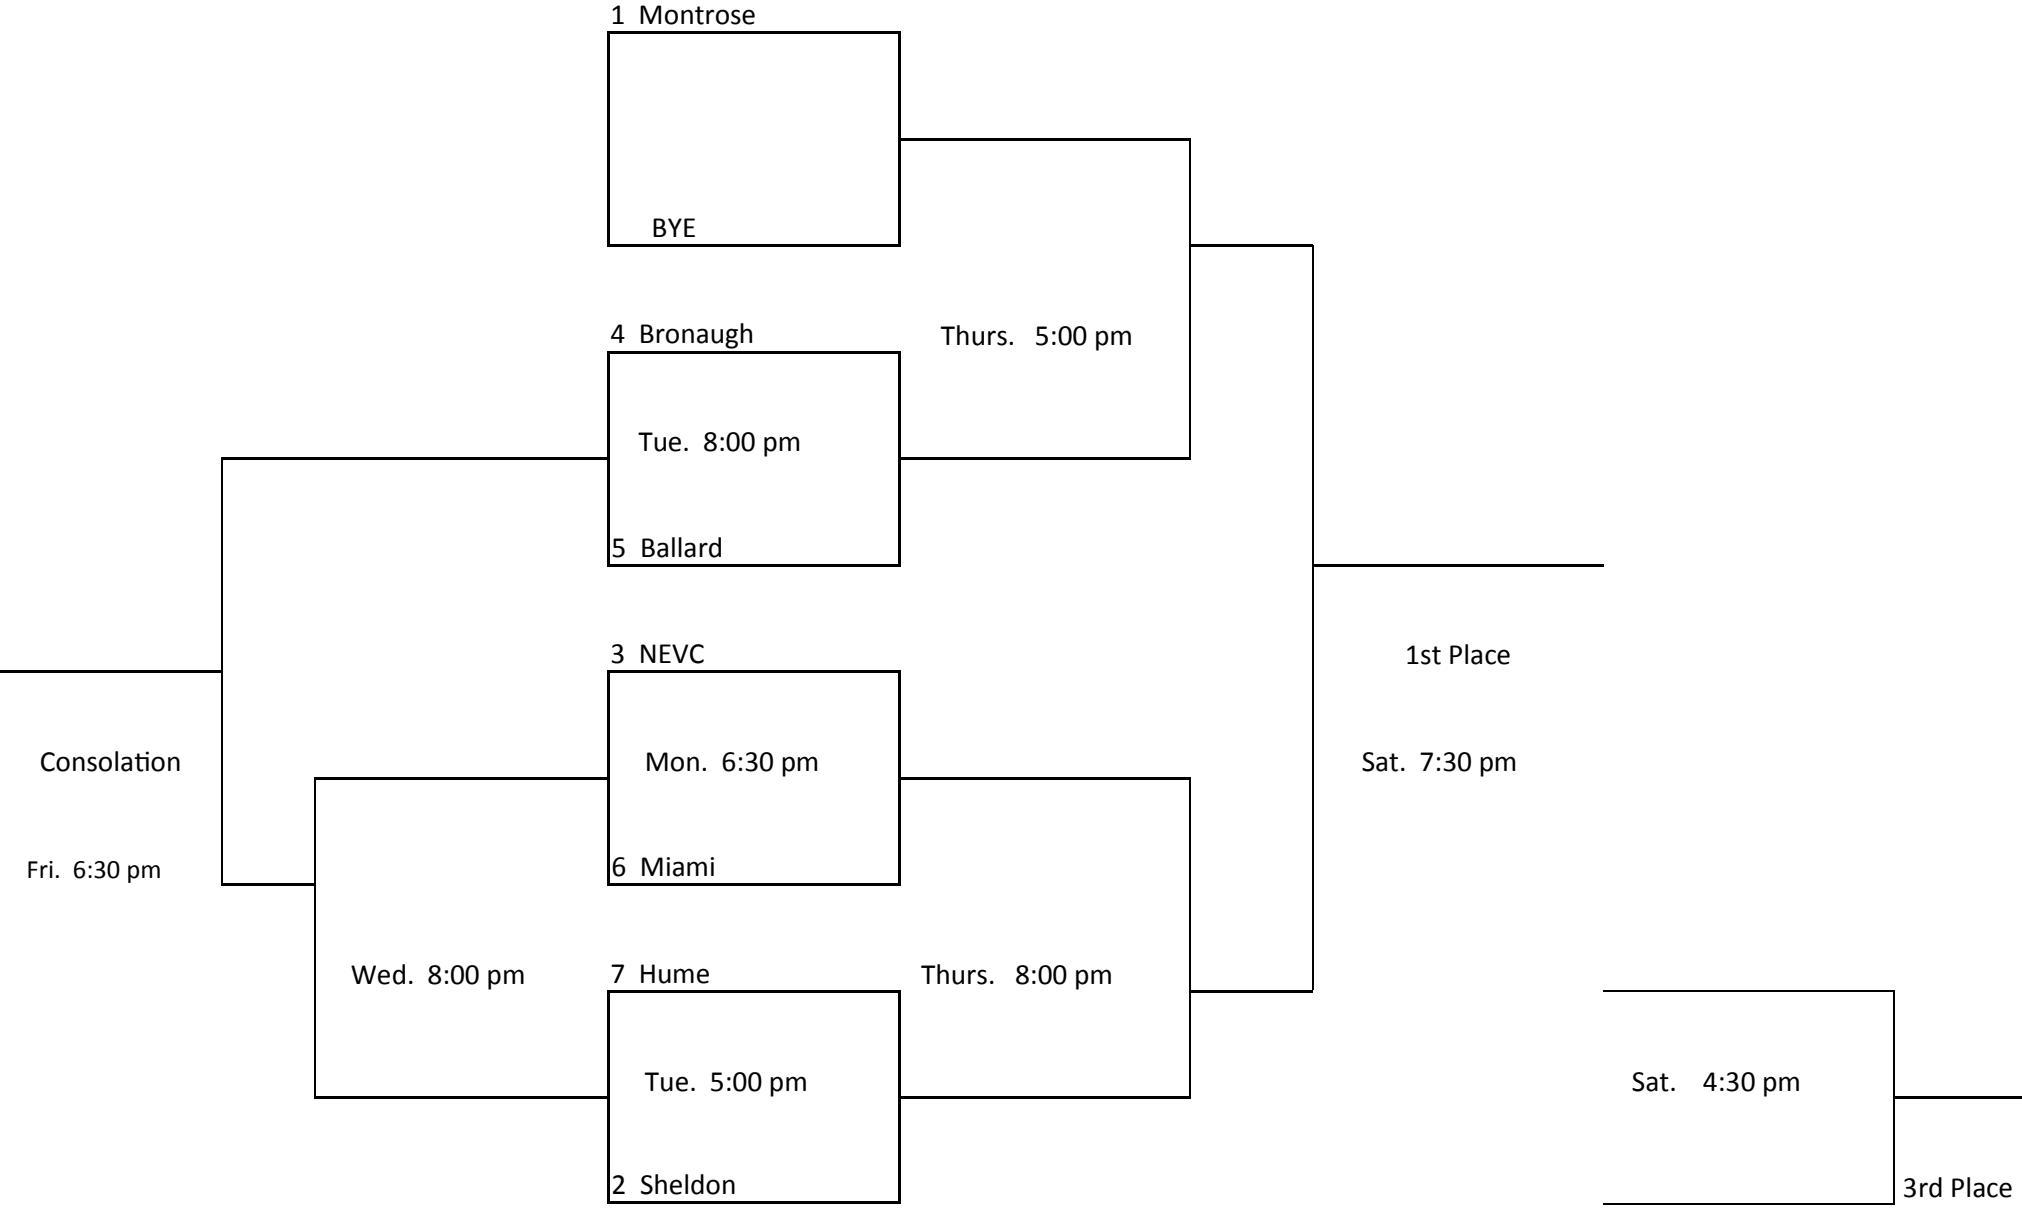 1 Montrose
BYE
4 Bronaugh
Thurs. 5:00 pm
Tue. 8:00 pm
5 Ballard
3 NEVC
1st Place
Consolation
Mon. 6:30 pm
Sat. 7:30 pm
Fri. 6:30 pm
6 Miami
Wed. 8:00 pm
7 Hume
Thurs. 8:00 pm
Tue. 5:00 pm
Sat. 4:30 pm
2 Sheldon
3rd Place